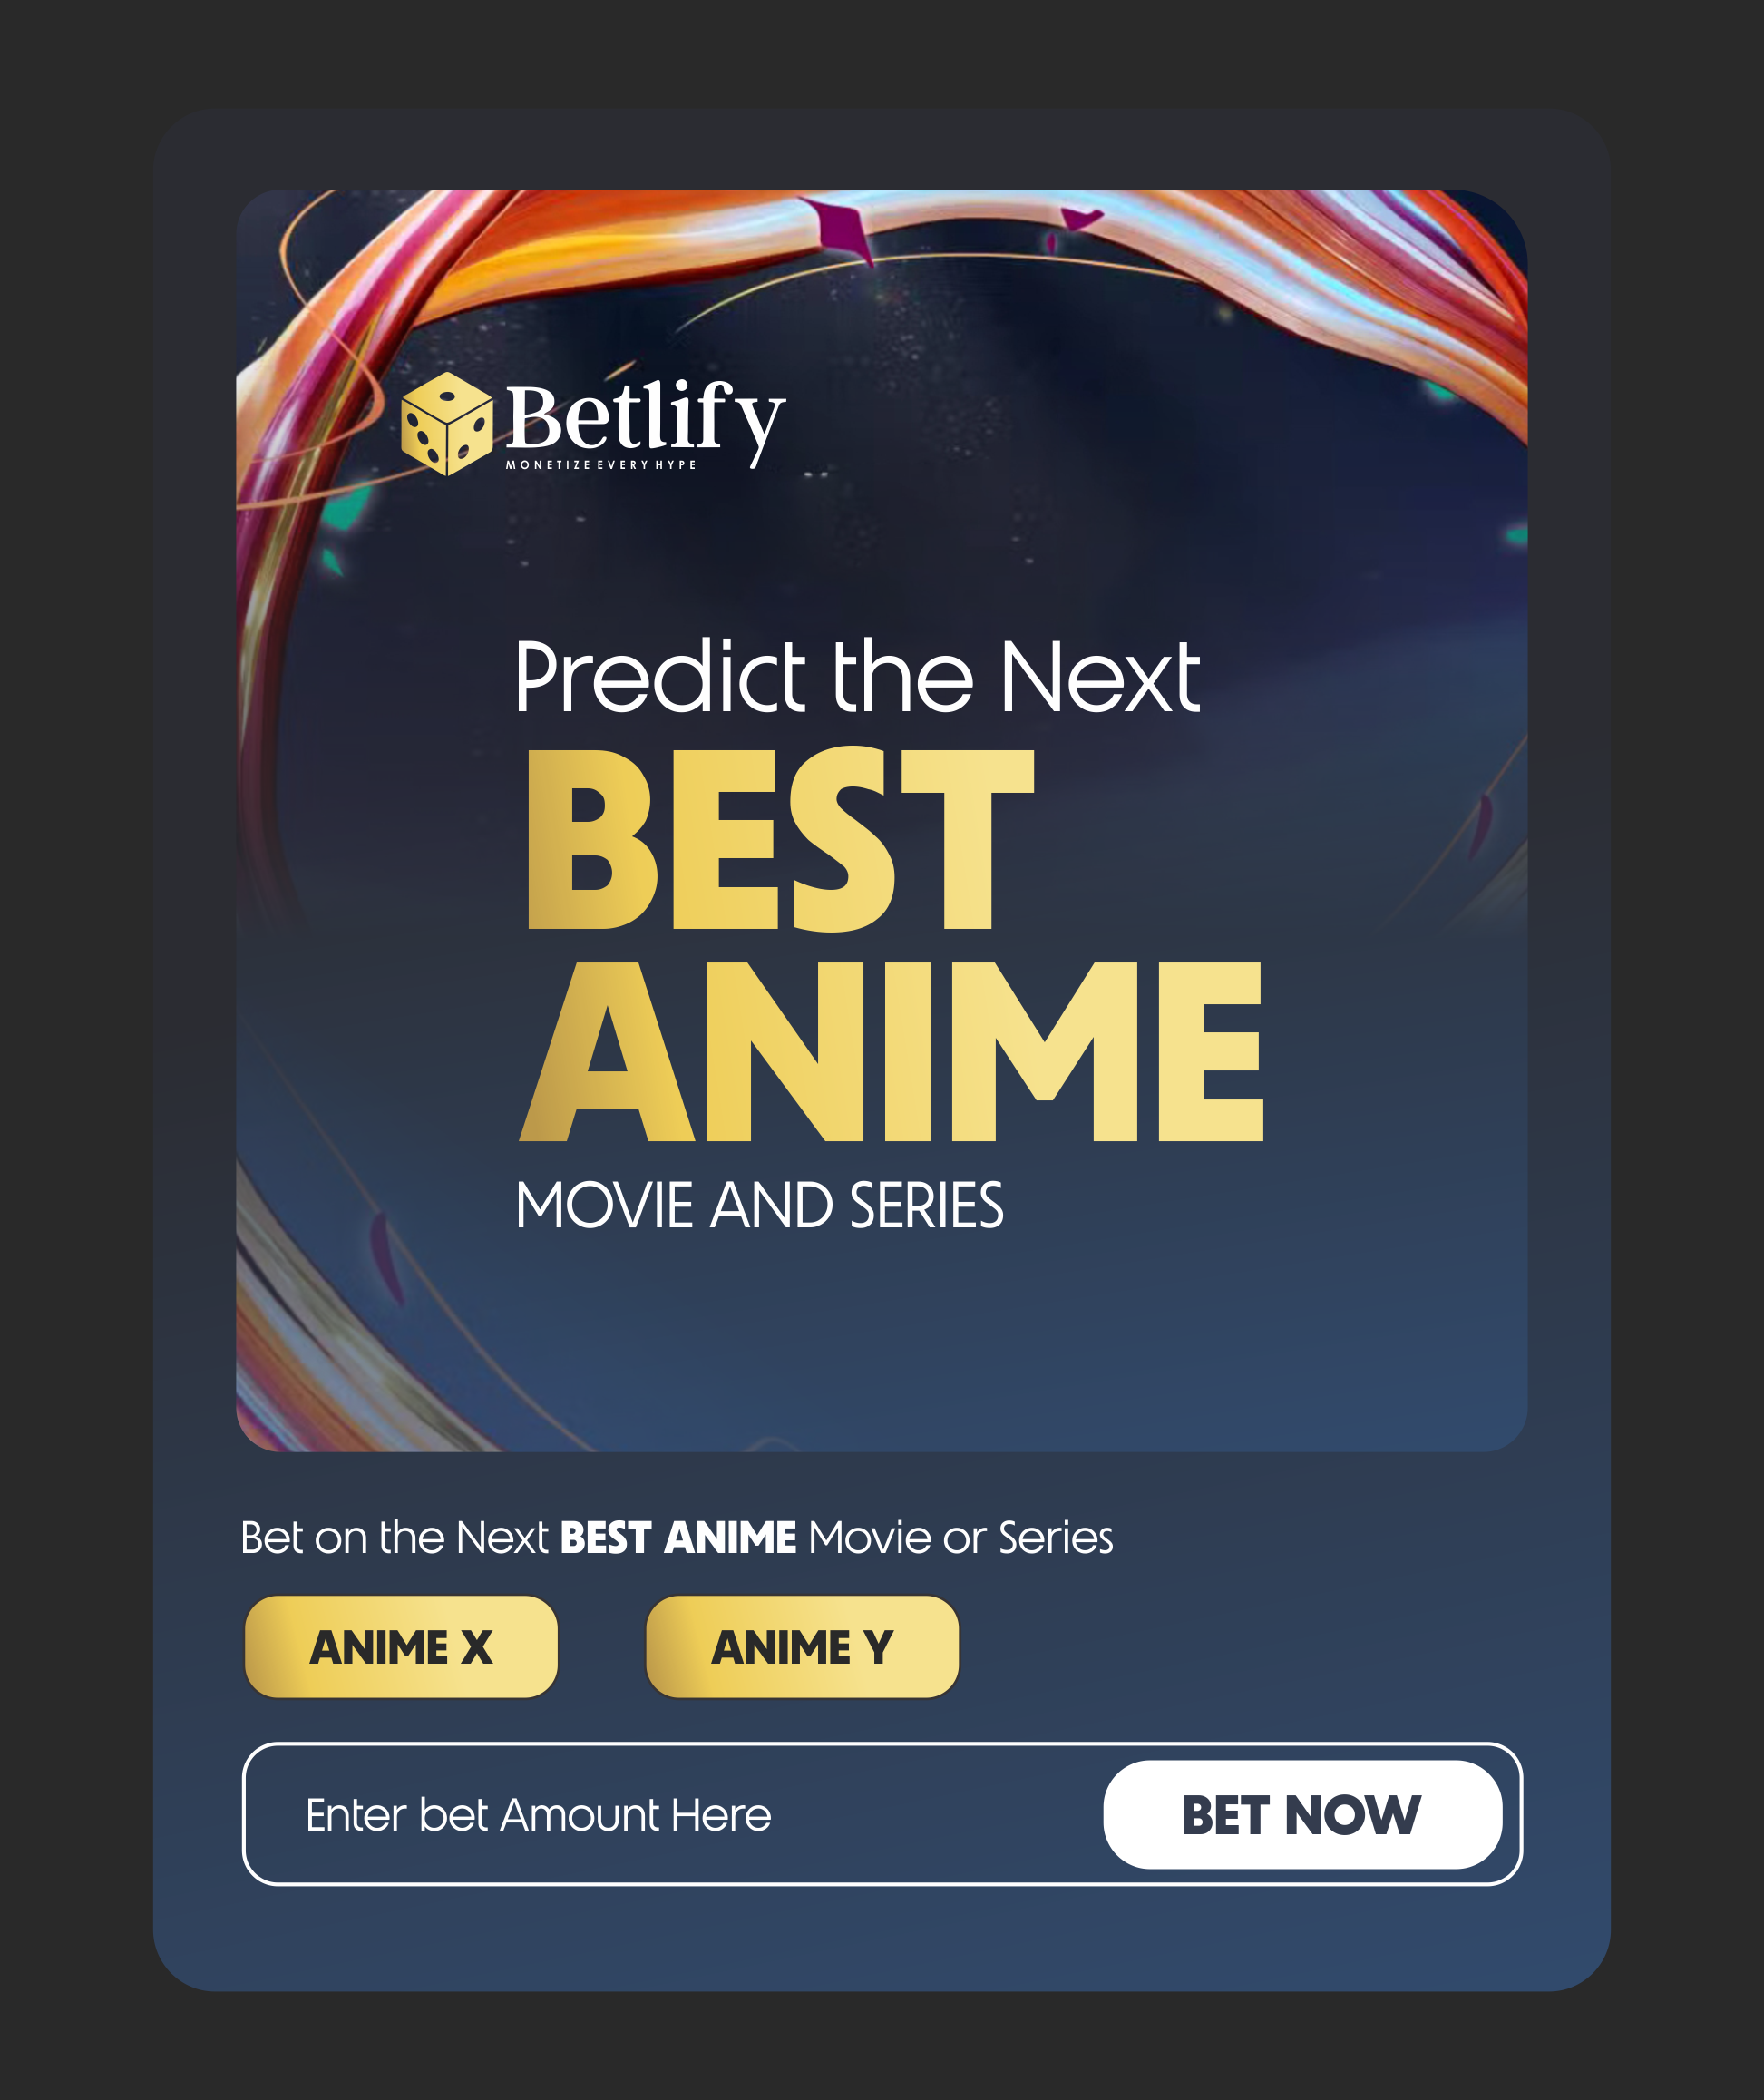 Betlify
MONETIZE EVERY HYPE
Predict the Next
BEST
ANIME
MOVIE AND SERIES
Bet on the Next BEST ANIME Movie or Series
ANIME X
ANIME Y
Enter bet Amount Here
BET NOW